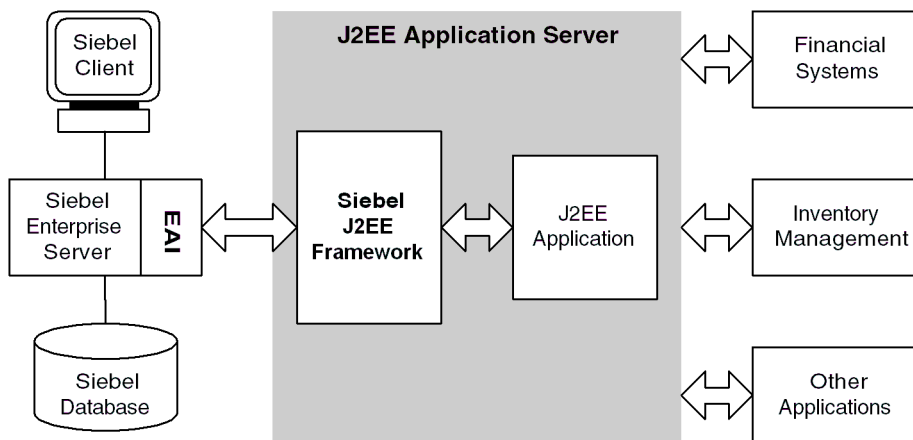 Siebel
Client
J2EE Application Server
Financial
Systems
Siebel
Enterprise
Server
EAI
Siebel
J2EE
Framework
J2EE
Application
Inventory
Management
Siebel
Database
Other
Applications